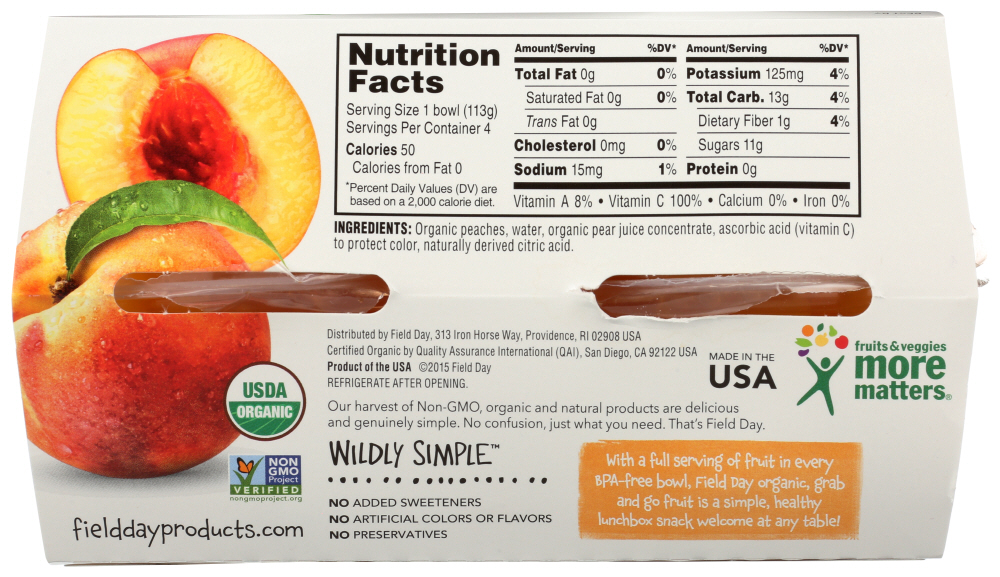 Nutrition
Facts
Serving Size 1 bowl (113g)
Servings Per Container 4
Calories 50
Calories from Fat 0
*Percent Daily Values (DV) are
based on a 2,000 calorie diet.
Amount/Serving %DV*
Total Fat 0g 0%
Saturated Fat 0g 0%
Trans Fat 0g
Cholesterol 0mg 0%
Sodium 15mg 1%
Amount/Serving %DV*
Potassium 125mg 4%
Total Carb. 13g 4%
Dietary Fiber 1g 4%
Sugars 11g
Protein 0g
Vitamin A 8% • Vitamin C 100% • Calcium 0% • Iron 0%
INGREDIENTS: Organic peaches, water, organic pear juice concentrate, ascorbic acid (vitamin C)
to protect color, naturally derived citric acid.
Distributed by Field Day, 313 Iron Horse Way, Providence, RI 02908 USA
Certified Organic by Quality Assurance International (QAI), San Diego, CA 92122 USA
Product of the USA ©2015 Field Day
REFRIGERATE AFTER OPENING.
MADE IN THE
USA
fruits & veggies
more
matters®
USDA
ORGANIC
Our harvest of Non-GMO, organic and natural products are delicious
and genuinely simple. No confusion, just what you need. That's Field Day.
WILDLY SIMPLE™
NON
GMO
Project
VERIFIED
nongmoproject.org
NO ADDED SWEETENERS
NO ARTIFICIAL COLORS OR FLAVORS
NO PRESERVATIVES
With a full serving of fruit in every
BPA-free bowl, Field Day organic, grab
and go fruit is a simple, healthy
lunchbox snack welcome at any table!
fielddayproducts.com